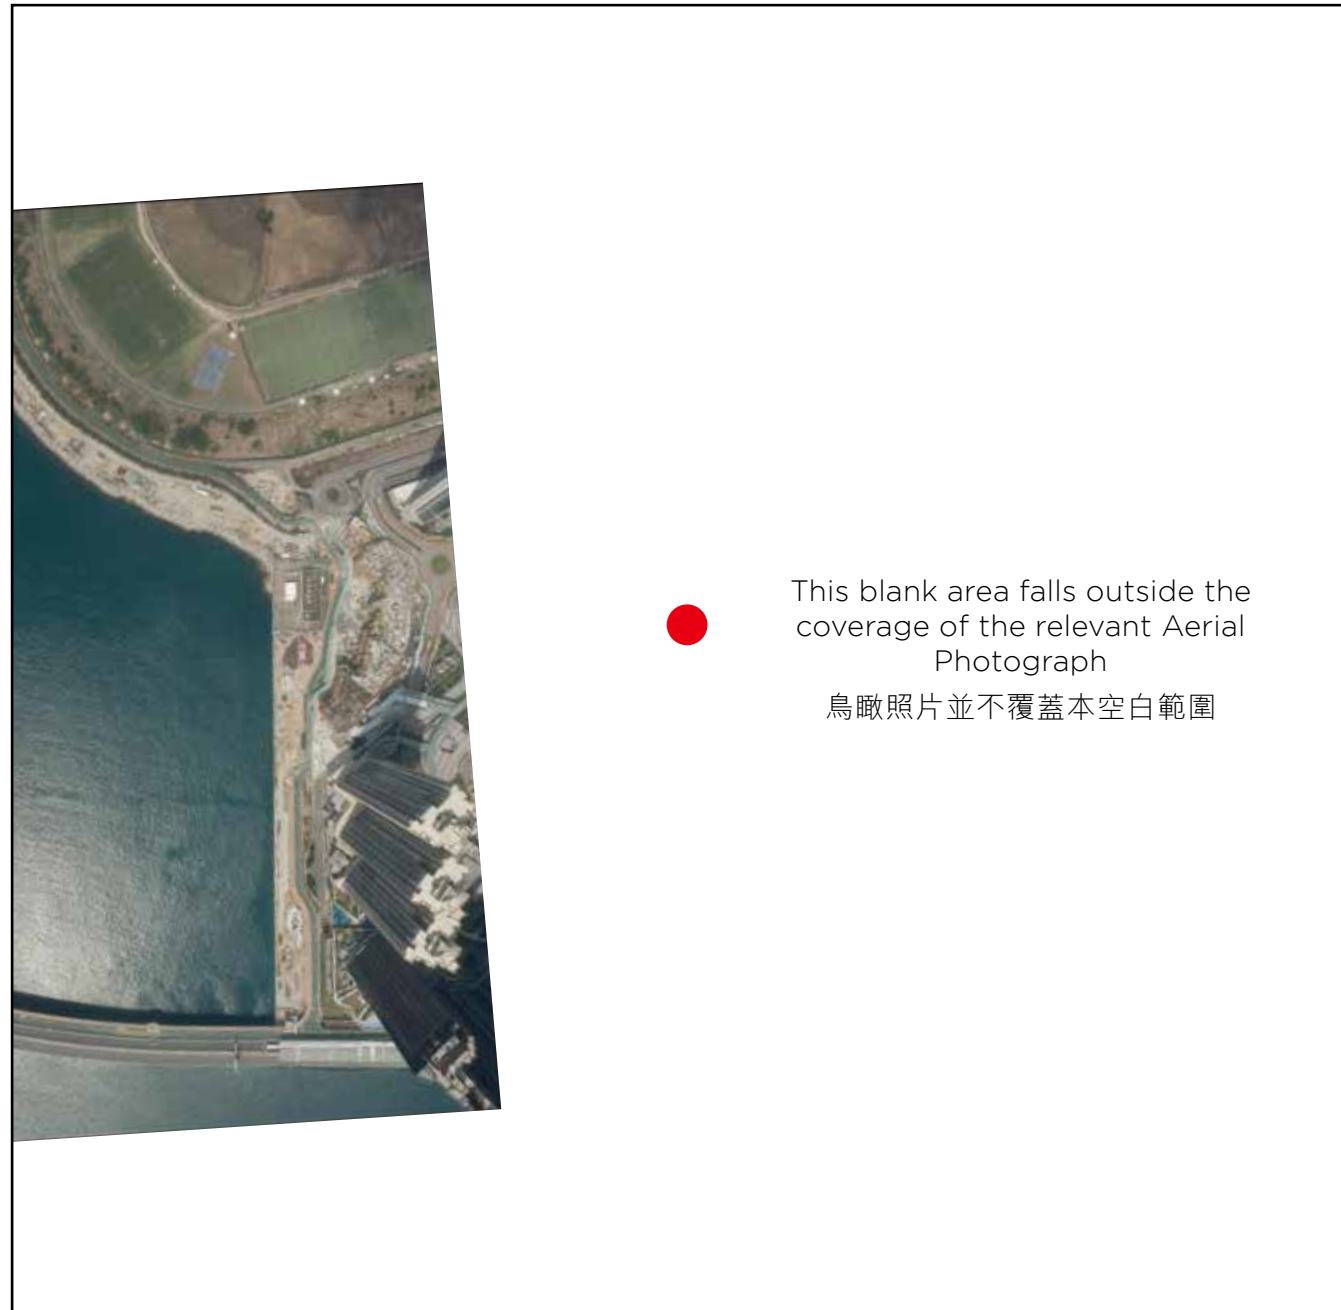 This blank area falls outside the
coverage of the relevant Aerial
Photograph
鳥瞰照片並不覆蓋本空白範圍